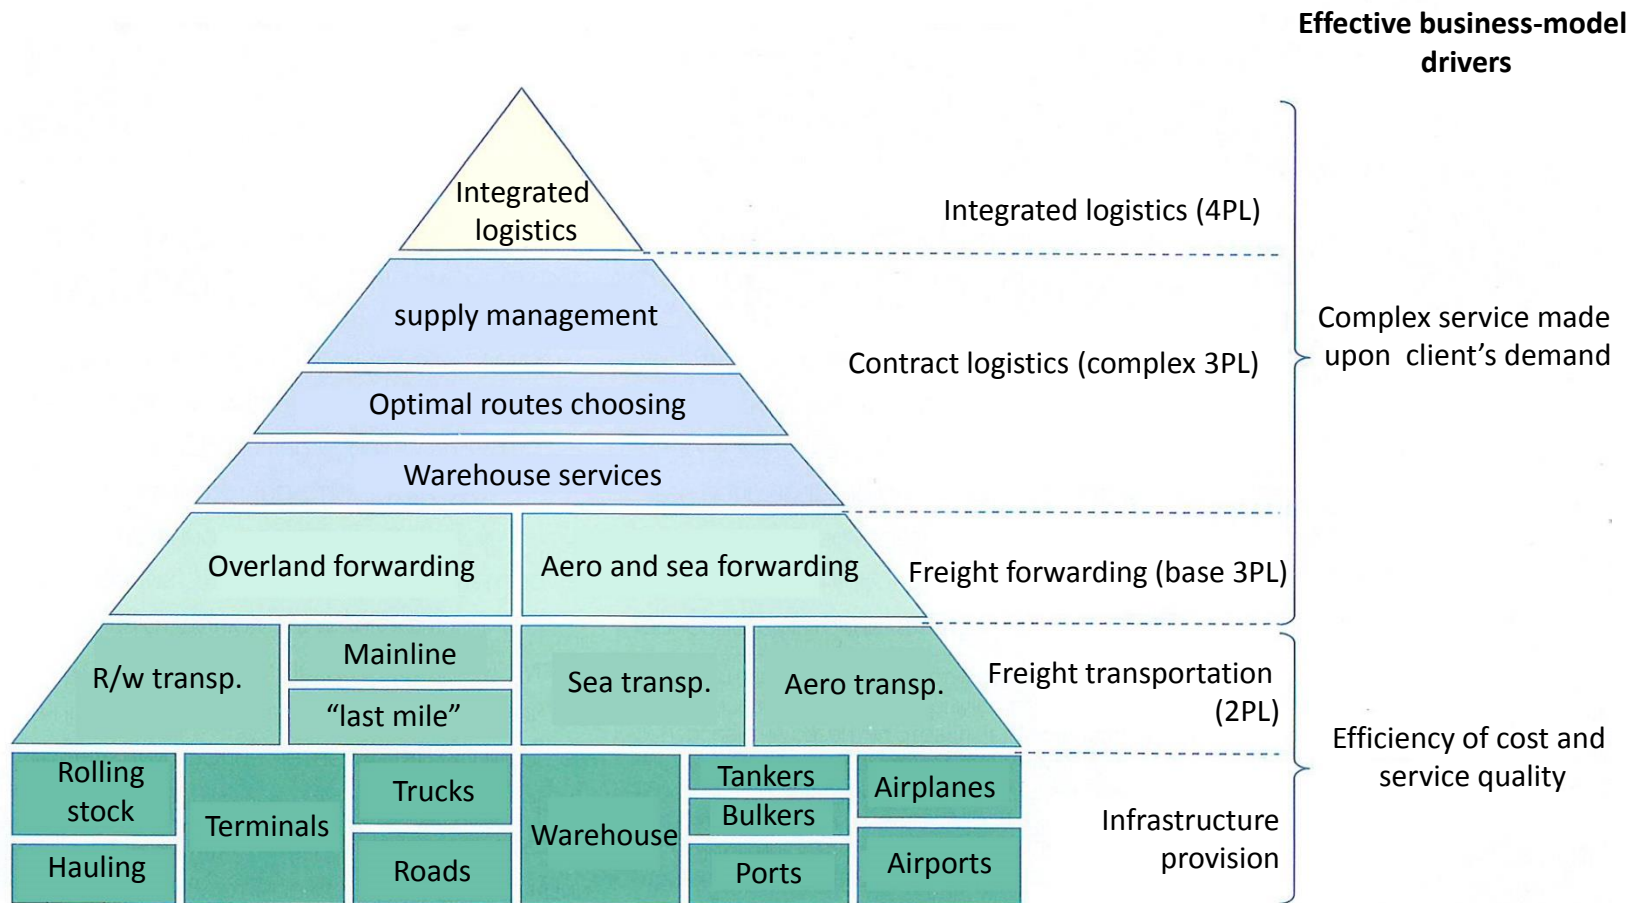 Effective business-model
drivers
Integrated
logistics
Integrated logistics (4PL)
supply management
Contract logistics (complex 3PL)
Complex service made
upon client’s demand
Optimal routes choosing
Warehouse services
Overland forwarding
Aero and sea forwarding
Freight forwarding (base 3PL)
R/w transp.
Mainline
“last mile”
Sea transp.
Aero transp.
Freight transportation
(2PL)
Efficiency of cost and
service quality
Rolling
stock
Hauling
Terminals
Trucks
Roads
Warehouse
Tankers
Bulkers
Ports
Airplanes
Airports
Infrastructure
provision